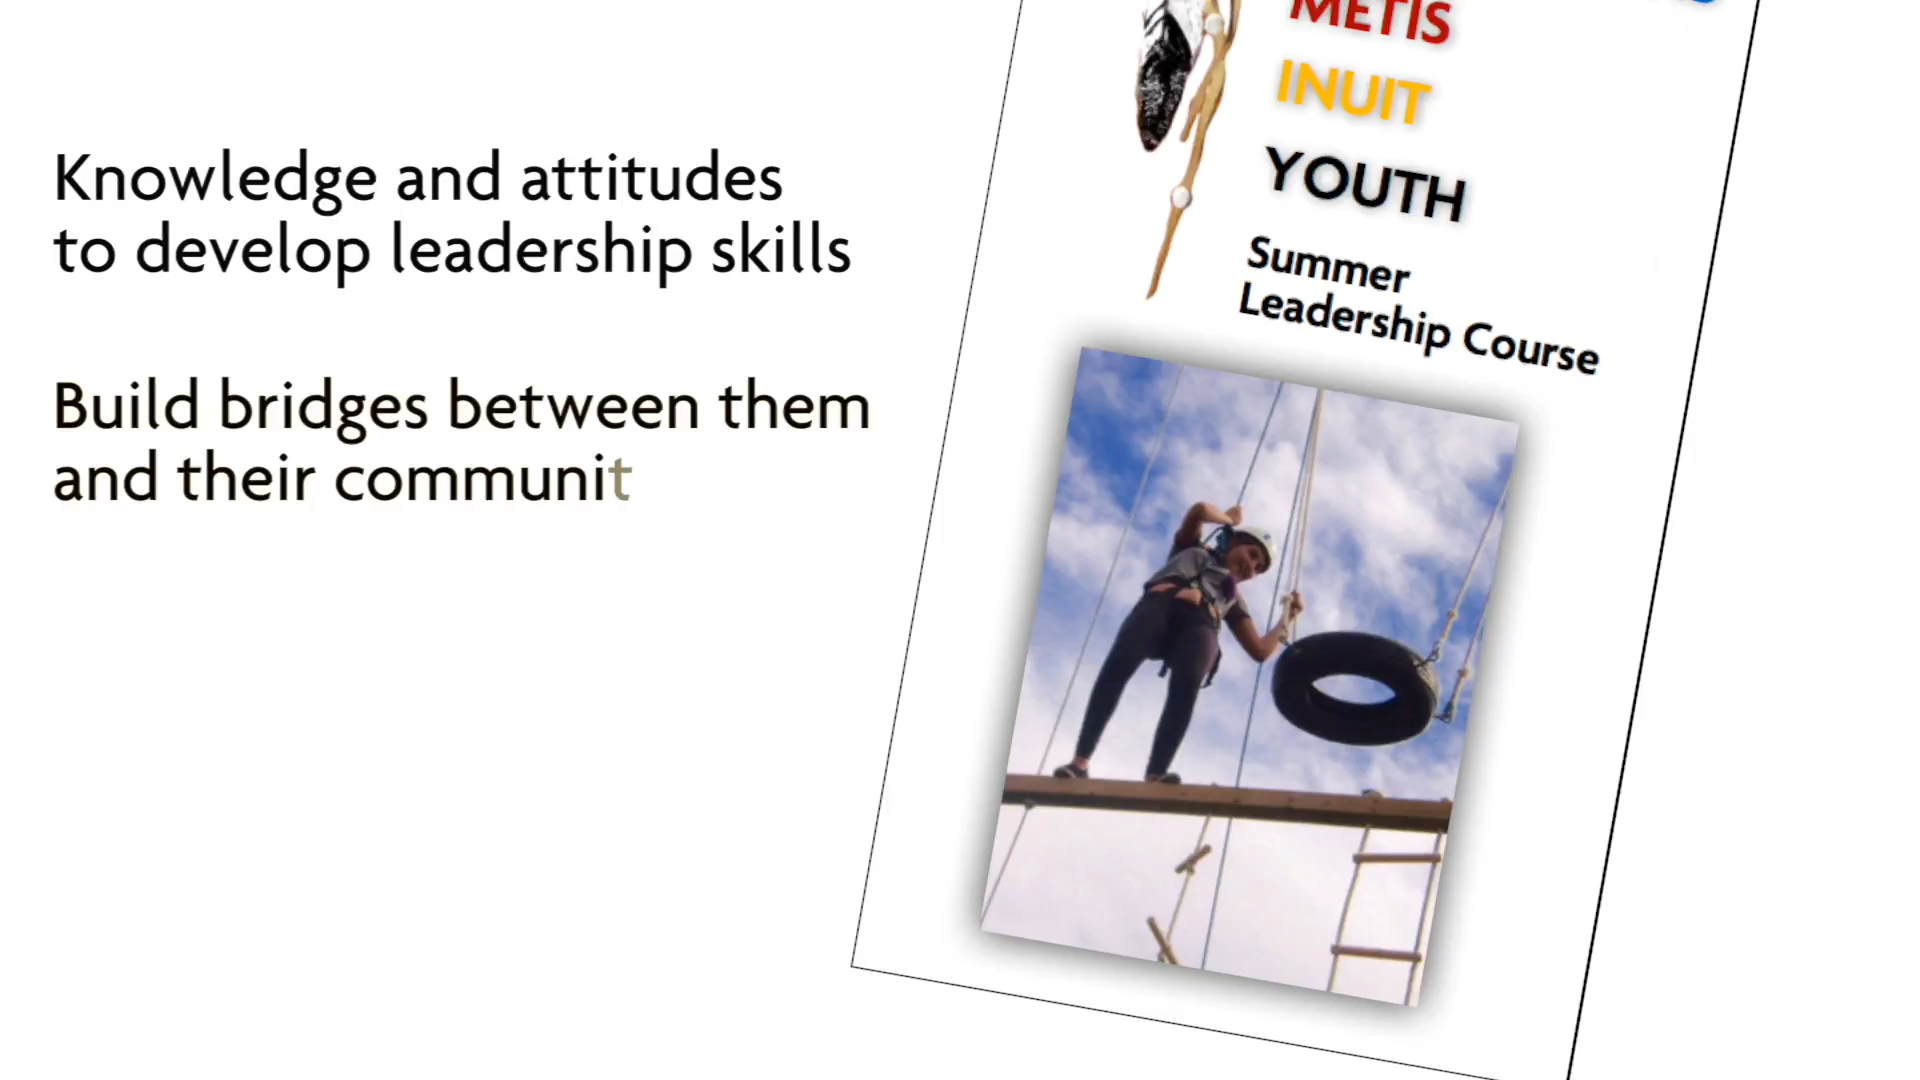 Knowledge and attitudes
to develop leadership skills
Build bridges between them
and their communit
METIS
INUIT
YOUTH
Summer
Leadership Course